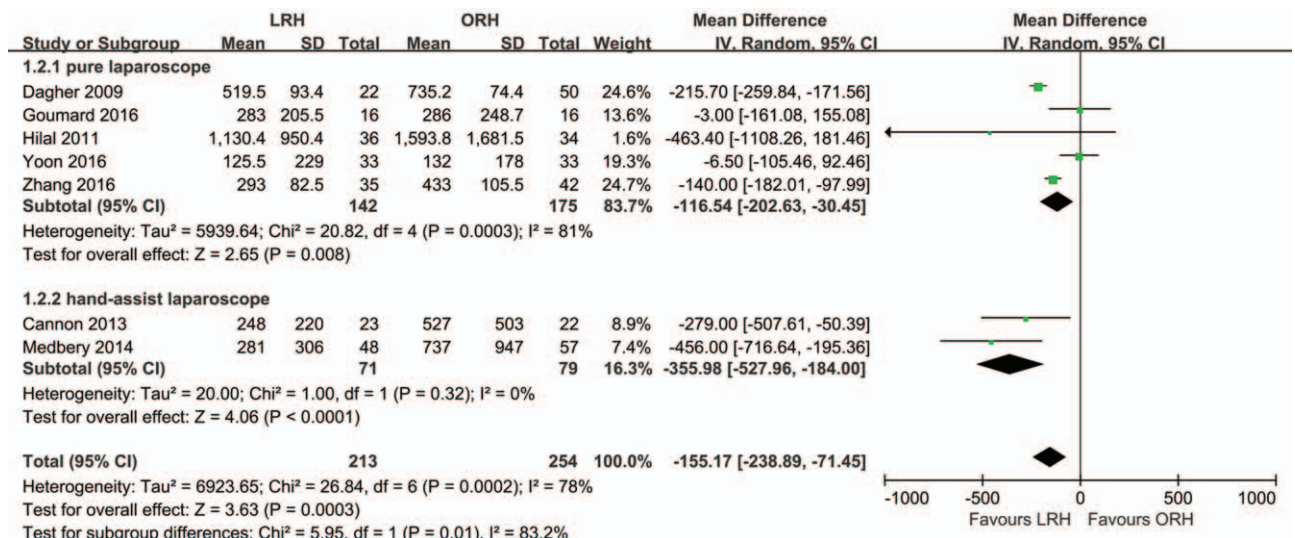 LRH ORH Mean Difference Mean Difference
Study or Subgroup Mean SD Total Mean SD Total Weight IV, Random, 95% CI IV, Random, 95% CI
1.2.1 pure laparoscope
Dagher 2009 519.5 93.4 22 735.2 74.4 50 24.6% -215.70 [-259.84, -171.56]
Goumard 2016 283 205.5 16 286 248.7 16 13.6% -3.00 [-161.08, 155.08]
Hilal 2011 1,130.4 950.4 36 1,593.8 1,681.5 34 1.6% -463.40 [-1108.26, 181.46]
Yoon 2016 125.5 229 33 132 178 33 19.3% -6.50 [-105.46, 92.46]
Zhang 2016 293 82.5 35 433 105.5 42 24.7% -140.00 [-182.01, -97.99]
Subtotal (95% CI) 142 175 83.7% -116.54 [-202.63, -30.45]
Heterogeneity: Tau² = 5939.64; Chi² = 20.82, df = 4 (P = 0.0003); I² = 81%
Test for overall effect: Z = 2.65 (P = 0.008)
1.2.2 hand-assist laparoscope
Cannon 2013 248 220 23 527 503 22 8.9% -279.00 [-507.61, -50.39]
Medbery 2014 281 306 48 737 947 57 7.4% -456.00 [-716.64, -195.36]
Subtotal (95% CI) 71 79 16.3% -355.98 [-527.96, -184.00]
Heterogeneity: Tau² = 20.00; Chi² = 1.00, df = 1 (P = 0.32); I² = 0%
Test for overall effect: Z = 4.06 (P < 0.0001)
Total (95% CI) 213 254 100.0% -155.17 [-238.89, -71.45]
Heterogeneity: Tau² = 6923.65; Chi² = 26.84, df = 6 (P = 0.0002); I² = 78%
Test for overall effect: Z = 3.63 (P = 0.0003)
Test for subgroup differences: Chi² = 5.95, df = 1 (P = 0.01), I² = 83.2%
-1000 -500 0 500 1000
Favours LRH Favours ORH